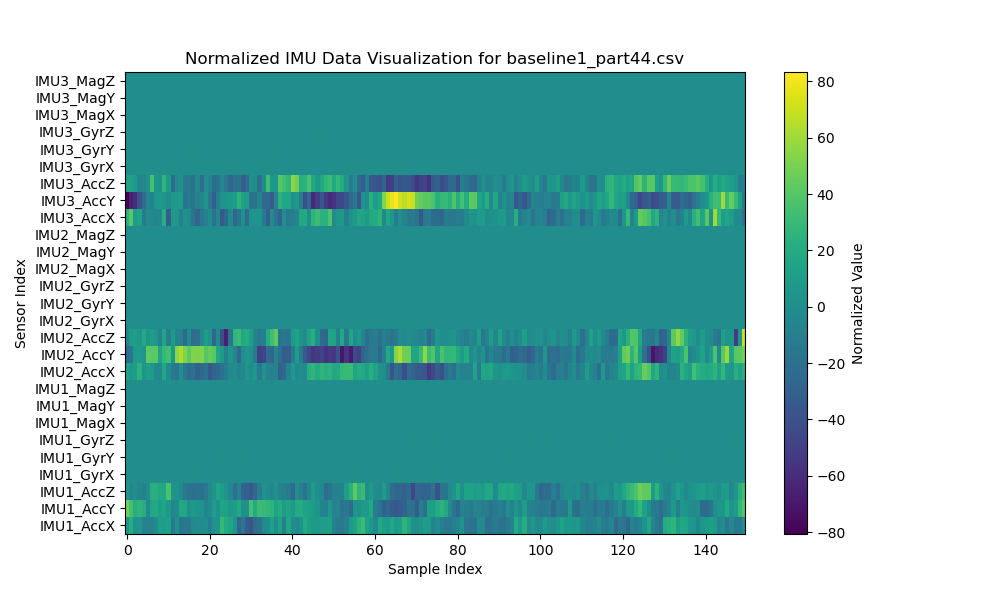 Normalized IMU Data Visualization for baseline1_part44.csv
IMU3_MagZ
IMU3_MagY
IMU3_MagX
IMU3_GyrZ
IMU3_GyrY
IMU3_GyrX
IMU3_AccZ
IMU3_AccY
IMU3_AccX
IMU2_MagZ
IMU2_MagY
IMU2_MagX
IMU2_GyrZ
IMU2_GyrY
IMU2_GyrX
IMU2_AccZ
IMU2_AccY
IMU2_AccX
IMU1_MagZ
IMU1_MagY
IMU1_MagX
IMU1_GyrZ
IMU1_GyrY
IMU1_GyrX
IMU1_AccZ
IMU1_AccY
IMU1_AccX
Sensor Index
0 20 40 60 80 100 120 140
Sample Index
80
60
40
20
0
−20
−40
−60
−80
Normalized Value